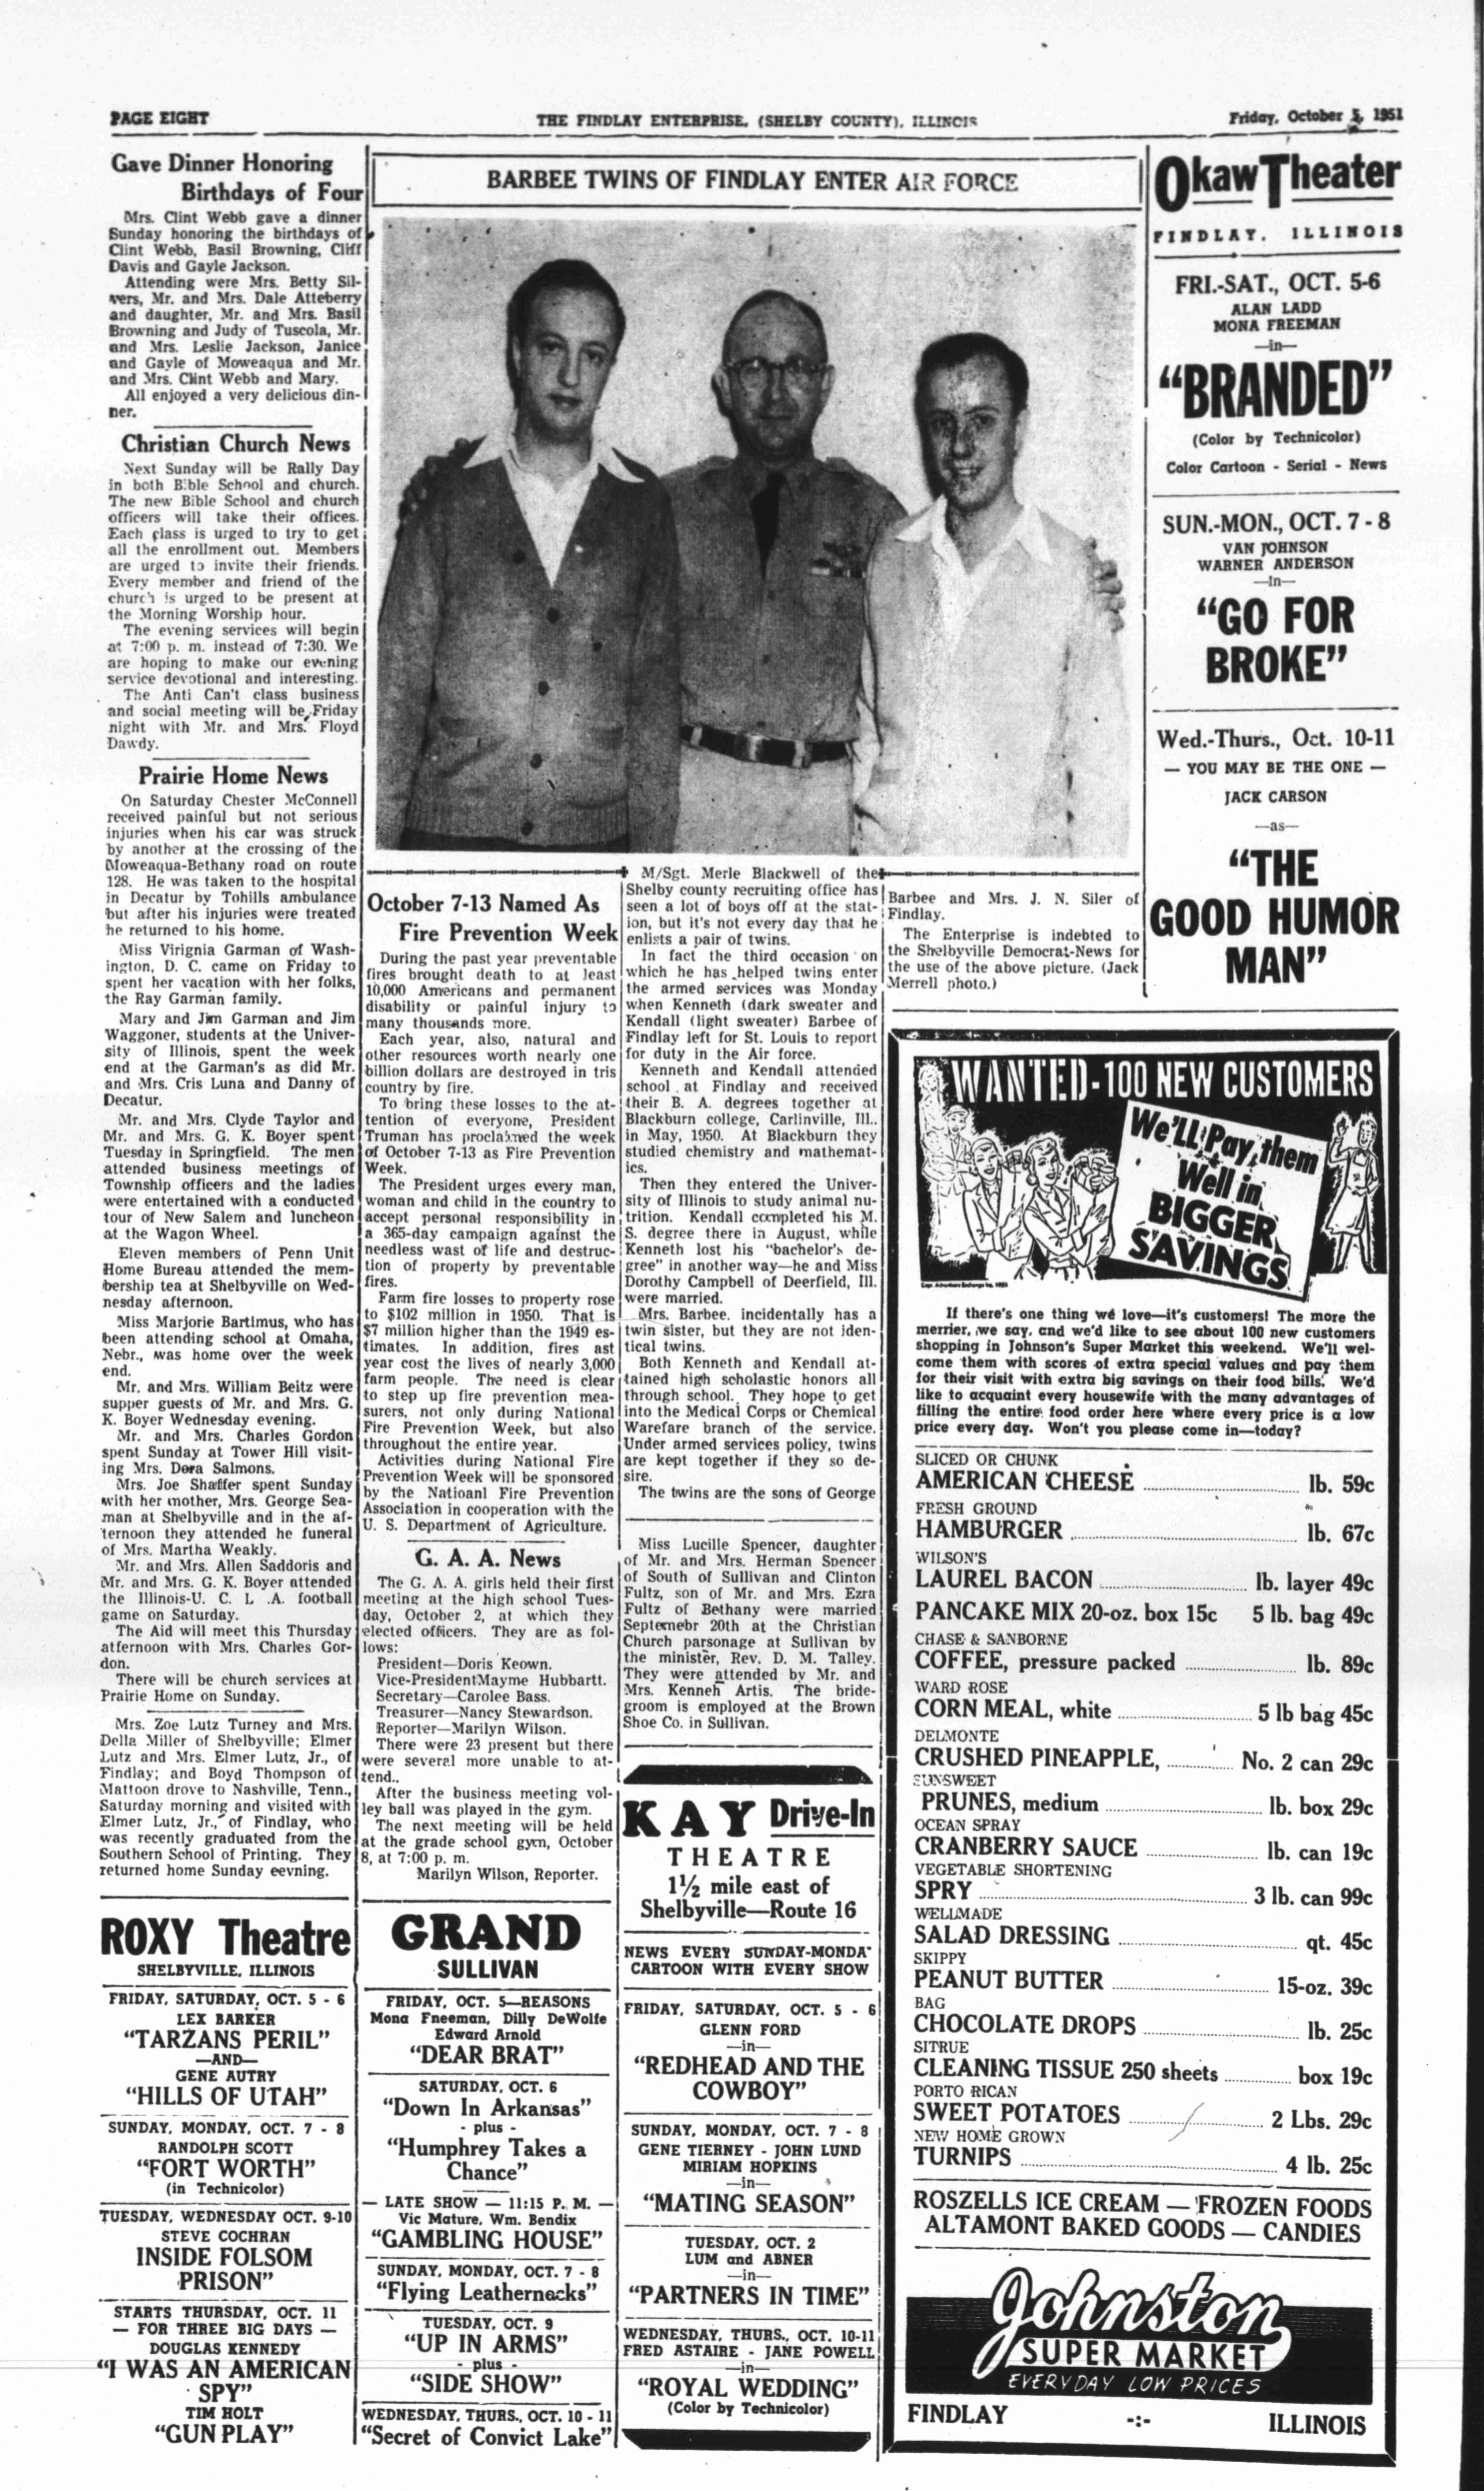 PAGE EIGHT
THE FINDLAY ENTERPRISE, (SHELBY COUNTY), ILLINCIS
Friday, October 5, 1951
Gave Dinner Honoring
Birthdays of Four
Mrs. Clint Webb gave a dinner
Sunday honoring the birthdays of
Clint Webb, Basil Browning, Cliff
Davis and Gayle Jackson.
Attending were Mrs. Betty Sil-
vers, Mr. and Mrs. Dale Atteberry
and daughter, Mr. and Mrs. Basil
Browning and Judy of Tuscola, Mr.
and Mrs. Leslie Jackson, Janice
and Gayle of Moweaqua and Mr.
and Mrs. Clint Webb and Mary.
All enjoyed a very delicious din-
ner.
Christian Church News
Next Sunday will be Rally Day
in both Bible School and church.
The new Bible School and church
officers will take their offices.
Each class is urged to try to get
all the enrollment out. Members
are urged to invite their friends.
Every member and friend of the
church is urged to be present at
the Morning Worship hour.
The evening services will begin
at 7:00 p. m. instead of 7:30. We
are hoping to make our evening
service devotional and interesting.
The Anti Can't class business
and social meeting will be Friday
night with Mr. and Mrs. Floyd
Dawdy.
Prairie Home News
On Saturday Chester McConnell
received painful but not serious
injuries when his car was struck
by another at the crossing of the
Moweaqua-Bethany road on route
128. He was taken to the hospital
in Decatur by Tohills ambulance
but after his injuries were treated
he returned to his home.
Miss Virignia Garman of Wash-
ington, D. C. came on Friday to
spent her vacation with her folks,
the Ray Garman family.
Mary and Jim Garman and Jim
Waggoner, students at the Univer-
sity of Illinois, spent the week
end at the Garman's as did Mr.
and Mrs. Cris Luna and Danny of
Decatur.
Mr. and Mrs. Clyde Taylor and
Mr. and Mrs. G. K. Boyer spent
Tuesday in Springfield. The men
attended business meetings of
Township officers and the ladies
were entertained with a conducted
tour of New Salem and luncheon
at the Wagon Wheel.
Eleven members of Penn Unit
Home Bureau attended the mem-
bership tea at Shelbyville on Wed-
nesday afternoon.
Miss Marjorie Bartimus, who has
been attending school at Omaha,
Nebr., was home over the week
end.
Mr. and Mrs. William Beitz were
supper guests of Mr. and Mrs. G.
K. Boyer Wednesday evening.
Mr. and Mrs. Charles Gordon
spent Sunday at Tower Hill visit-
ing Mrs. Dora Salmons.
Mrs. Joe Shaffer spent Sunday
with her mother, Mrs. George Sea-
man at Shelbyville and in the af-
ternoon they attended he funeral
of Mrs. Martha Weakly.
Mr. and Mrs. Allen Saddoris and
Mr. and Mrs. G. K. Boyer attended
the Illinois-U. C. L .A. football
game on Saturday.
The Aid will meet this Thursday
atfernoon with Mrs. Charles Gor-
don.
There will be church services at
Prairie Home on Sunday.
Mrs. Zoe Lutz Turney and Mrs.
Della Miller of Shelbyville; Elmer
Lutz and Mrs. Elmer Lutz, Jr., of
Findlay; and Boyd Thompson of
Mattoon drove to Nashville, Tenn.,
Saturday morning and visited with
Elmer Lutz, Jr., of Findlay, who
was recently graduated from the
Southern School of Printing. They
returned home Sunday eevning.
ROXY Theatre
SHELBYVILLE, ILLINOIS
FRIDAY, SATURDAY, OCT. 5 - 6
LEX BARKER
"TARZANS PERIL"
—AND—
GENE AUTRY
"HILLS OF UTAH"
SUNDAY, MONDAY, OCT. 7 - 8
RANDOLPH SCOTT
"FORT WORTH"
(in Technicolor)
TUESDAY, WEDNESDAY OCT. 9-10
STEVE COCHRAN
INSIDE FOLSOM
PRISON"
STARTS THURSDAY, OCT. 11
— FOR THREE BIG DAYS —
DOUGLAS KENNEDY
"I WAS AN AMERICAN
SPY"
TIM HOLT
"GUN PLAY"
BARBEE TWINS OF FINDLAY ENTER AIR FORCE
October 7-13 Named As
Fire Prevention Week
During the past year preventable
fires brought death to at least
10,000 Americans and permanent
disability or painful injury to
many thousands more.
Each year, also, natural and
other resources worth nearly one
billion dollars are destroyed in tris
country by fire.
To bring these losses to the at-
tention of everyone, President
Truman has proclaimed the week
of October 7-13 as Fire Prevention
Week.
The President urges every man,
woman and child in the country to
accept personal responsibility in
a 365-day campaign against the
needless wast of life and destruc-
tion of property by preventable
fires.
Farm fire losses to property rose
to $102 million in 1950. That is
$7 million higher than the 1949 es-
timates. In addition, fires ast
year cost the lives of nearly 3,000
farm people. The need is clear
to step up fire prevention mea-
surers, not only during National
Fire Prevention Week, but also
throughout the entire year.
Activities during National Fire
Prevention Week will be sponsored
by the Natioanl Fire Prevention
Association in cooperation with the
U. S. Department of Agriculture.
G. A. A. News
The G. A. A. girls held their first
meeting at the high school Tues-
day, October 2, at which they
elected officers. They are as fol-
lows:
President—Doris Keown.
Vice-PresidentMayme Hubbartt.
Secretary—Carolee Bass.
Treasurer—Nancy Stewardson.
Reporter—Marilyn Wilson.
There were 23 present but there
were several more unable to at-
tend..
After the business meeting vol-
ley ball was played in the gym.
The next meeting will be held
at the grade school gym, October
8, at 7:00 p. m.
Marilyn Wilson, Reporter.
GRAND
SULLIVAN
FRIDAY, OCT. 5—REASONS
Mona Fneeman, Dilly DeWolfe
Edward Arnold
"DEAR BRAT"
SATURDAY, OCT. 6
"Down In Arkansas"
- plus -
"Humphrey Takes a
Chance"
— LATE SHOW — 11:15 P. M. —
Vic Mature, Wm. Bendix
"GAMBLING HOUSE"
SUNDAY, MONDAY, OCT. 7 - 8
"Flying Leathernecks"
TUESDAY, OCT. 9
"UP IN ARMS"
- plus -
"SIDE SHOW"
WEDNESDAY, THURS., OCT. 10 - 11
"Secret of Convict Lake"
M/Sgt. Merle Blackwell of the
Shelby county recruiting office has
seen a lot of boys off at the stat-
ion, but it's not every day that he
enlists a pair of twins.
In fact the third occasion on
which he has helped twins enter
the armed services was Monday
when Kenneth (dark sweater and
Kendall (light sweater) Barbee of
Findlay left for St. Louis to report
for duty in the Air force.
Kenneth and Kendall attended
school at Findlay and received
their B. A. degrees together at
Blackburn college, Carlinville, Ill..
in May, 1950. At Blackburn they
studied chemistry and mathemat-
ics.
Then they entered the Univer-
sity of Illinois to study animal nu-
trition. Kendall completed his M.
S. degree there in August, while
Kenneth lost his "bachelor's de-
gree" in another way—he and Miss
Dorothy Campbell of Deerfield, Ill.
were married.
Mrs. Barbee. incidentally has a
twin sister, but they are not iden-
tical twins.
Both Kenneth and Kendall at-
tained high scholastic honors all
through school. They hope to get
into the Medical Corps or Chemical
Warefare branch of the service.
Under armed services policy, twins
are kept together if they so de-
sire.
The twins are the sons of George
Barbee and Mrs. J. N. Siler of
Findlay.
The Enterprise is indebted to
the Shelbyville Democrat-News for
the use of the above picture. (Jack
Merrell photo.)
Miss Lucille Spencer, daughter
of Mr. and Mrs. Herman Spencer
of South of Sullivan and Clinton
Fultz, son of Mr. and Mrs. Ezra
Fultz of Bethany were married
Septemebr 20th at the Christian
Church parsonage at Sullivan by
the minister, Rev. D. M. Talley.
They were attended by Mr. and
Mrs. Kenneh Artis. The bride-
groom is employed at the Brown
Shoe Co. in Sullivan.
KAY Drive-In
THEATRE
1½ mile east of
Shelbyville—Route 16
NEWS EVERY SUNDAY-MONDA
CARTOON WITH EVERY SHOW
FRIDAY, SATURDAY, OCT. 5 - 6
GLENN FORD
—in—
"REDHEAD AND THE
COWBOY"
SUNDAY, MONDAY, OCT. 7 - 8
GENE TIERNEY - JOHN LUND
MIRIAM HOPKINS
—in—
"MATING SEASON"
TUESDAY, OCT. 2
LUM and ABNER
—in—
"PARTNERS IN TIME"
WEDNESDAY, THURS., OCT. 10-11
FRED ASTAIRE - JANE POWELL
—in—
"ROYAL WEDDING"
(Color by Technicolor)
Okaw Theater
FINDLAY, ILLINOIS
FRI.-SAT., OCT. 5-6
ALAN LADD
MONA FREEMAN
—in—
"BRANDED"
(Color by Technicolor)
Color Cartoon - Serial - News
SUN.-MON., OCT. 7 - 8
VAN JOHNSON
WARNER ANDERSON
—In—
"GO FOR
BROKE"
Wed.-Thurs., Oct. 10-11
— YOU MAY BE THE ONE —
JACK CARSON
—as—
"THE
GOOD HUMOR
MAN"
WANTED-100 NEW CUSTOMERS
We'LL Pay them
Well in
BIGGER
SAVINGS
If there's one thing we love—it's customers! The more the
merrier, we say, and we'd like to see about 100 new customers
shopping in Johnson's Super Market this weekend. We'll wel-
come them with scores of extra special values and pay them
for their visit with extra big savings on their food bills. We'd
like to acquaint every housewife with the many advantages of
filling the entire food order here where every price is a low
price every day. Won't you please come in—today?
SLICED OR CHUNK
AMERICAN CHEESE lb. 59c
FRESH GROUND
HAMBURGER lb. 67c
WILSON'S
LAUREL BACON lb. layer 49c
PANCAKE MIX 20-oz. box 15c 5 lb. bag 49c
CHASE & SANBORNE
COFFEE, pressure packed lb. 89c
WARD ROSE
CORN MEAL, white 5 lb bag 45c
DELMONTE
CRUSHED PINEAPPLE, No. 2 can 29c
SUNSWEET
PRUNES, medium lb. box 29c
OCEAN SPRAY
CRANBERRY SAUCE lb. can 19c
VEGETABLE SHORTENING
SPRY 3 lb. can 99c
WELLMADE
SALAD DRESSING qt. 45c
SKIPPY
PEANUT BUTTER 15-oz. 39c
BAG
CHOCOLATE DROPS lb. 25c
SITRUE
CLEANING TISSUE 250 sheets box 19c
PORTO RICAN
SWEET POTATOES 2 Lbs. 29c
NEW HOME GROWN
TURNIPS 4 lb. 25c
ROSZELLS ICE CREAM — FROZEN FOODS
ALTAMONT BAKED GOODS — CANDIES
Johnston
SUPER MARKET
EVERYDAY LOW PRICES
FINDLAY -:- ILLINOIS